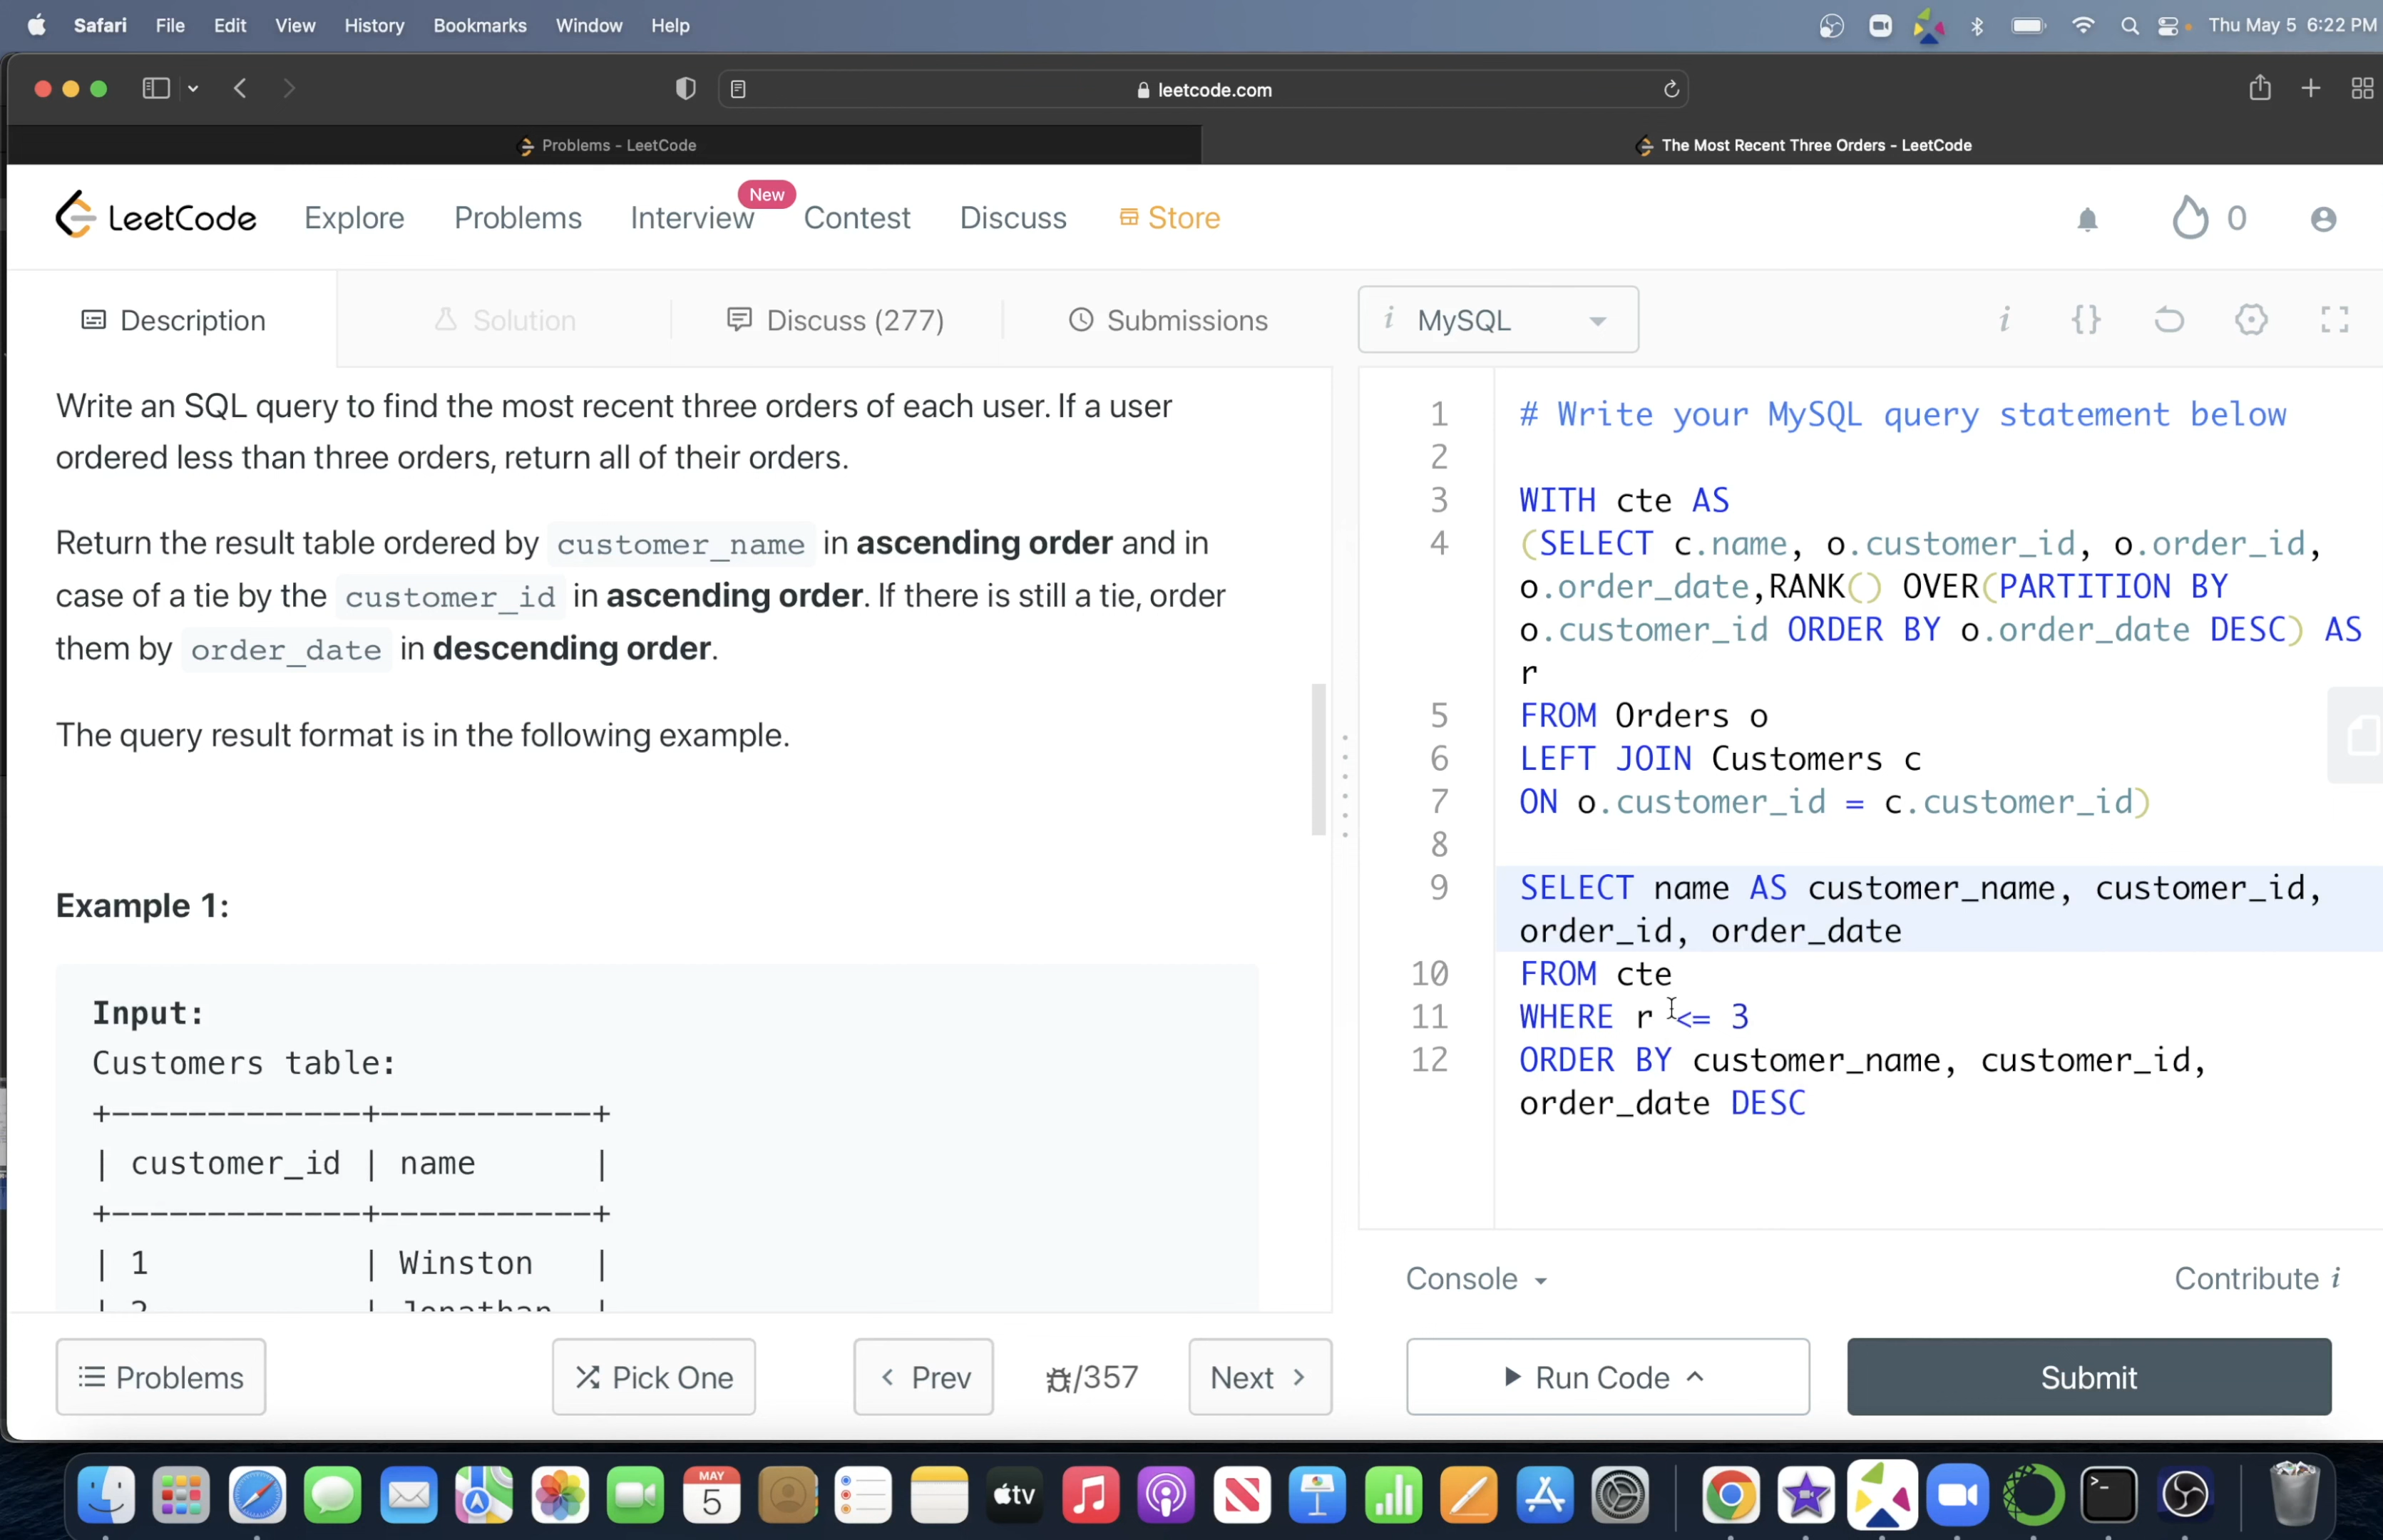 Safari File Edit View History Bookmarks Window Help Thu May 5 6:22 PM
leetcode.com
Problems - LeetCode
The Most Recent Three Orders - LeetCode
LeetCode Explore Problems Interview New Contest Discuss Store 0
Description Solution Discuss (277) Submissions
i MySQL i {}
Write an SQL query to find the most recent three orders of each user. If a user
ordered less than three orders, return all of their orders.
Return the result table ordered by customer_name in ascending order and in
case of a tie by the customer_id in ascending order. If there is still a tie, order
them by order_date in descending order.
The query result format is in the following example.
Example 1:
Input:
Customers table:
+-------------+-----------+
| customer_id | name      |
+-------------+-----------+
| 1           | Winston   |
| 2           | Jonathan  |
1 # Write your MySQL query statement below
2
3 WITH cte AS
4 (SELECT c.name, o.customer_id, o.order_id,
o.order_date,RANK() OVER(PARTITION BY
o.customer_id ORDER BY o.order_date DESC) AS
r
5 FROM Orders o
6 LEFT JOIN Customers c
7 ON o.customer_id = c.customer_id)
8
9 SELECT name AS customer_name, customer_id,
order_id, order_date
10 FROM cte
11 WHERE r <= 3
12 ORDER BY customer_name, customer_id,
order_date DESC
Console Contribute i
Problems Pick One < Prev /357 Next > Run Code Submit
MAY
5
tv
>_